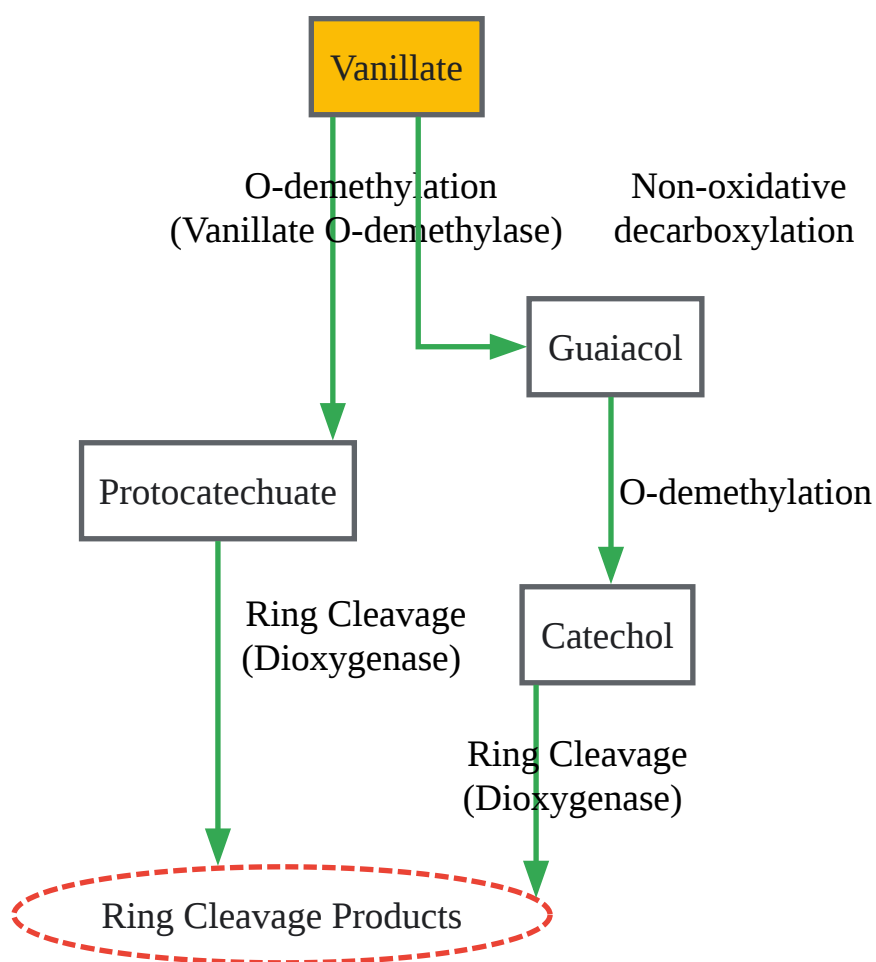 Vanillate
O-demethylation
(Vanillate O-demethylase)
Non-oxidative
decarboxylation
Guaiacol
Protocatechuate
O-demethylation
Ring Cleavage
(Dioxygenase)
Catechol
Ring Cleavage
(Dioxygenase)
Ring Cleavage Products